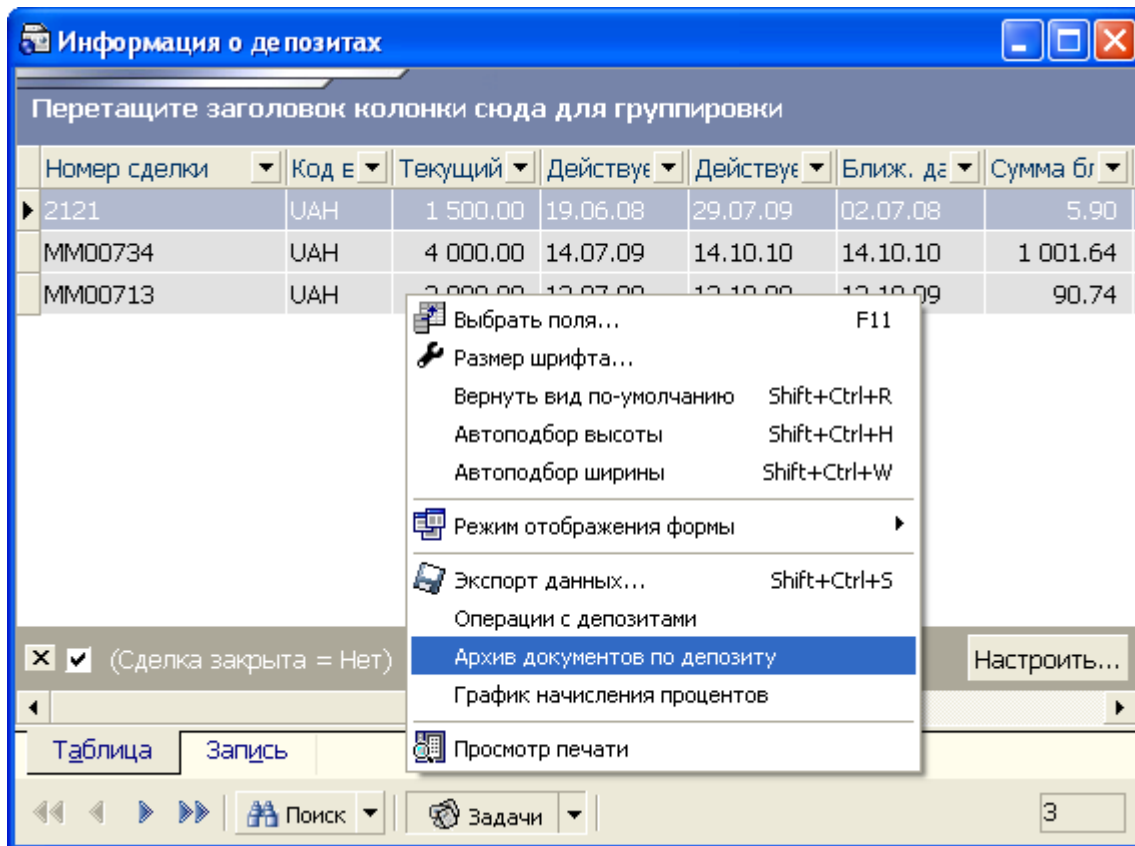 Информация о депозитах
Перетащите заголовок колонки сюда для группировки
Номер сделки Код в Текущий Действуе Действуе Ближ. да Сумма бл
2121 UAH 1 500.00 19.06.08 29.07.09 02.07.08 5.90
MM00734 UAH 4 000.00 14.07.09 14.10.10 14.10.10 1 001.64
MM00713 UAH 90.74
Выбрать поля... F11
Размер шрифта...
Вернуть вид по-умолчанию Shift+Ctrl+R
Автоподбор высоты Shift+Ctrl+H
Автоподбор ширины Shift+Ctrl+W
Режим отображения формы
Экспорт данных... Shift+Ctrl+S
Операции с депозитами
(Сделка закрыта = Нет) Архив документов по депозиту Настроить...
График начисления процентов
Таблица Запись Просмотр печати
Поиск Задачи 3